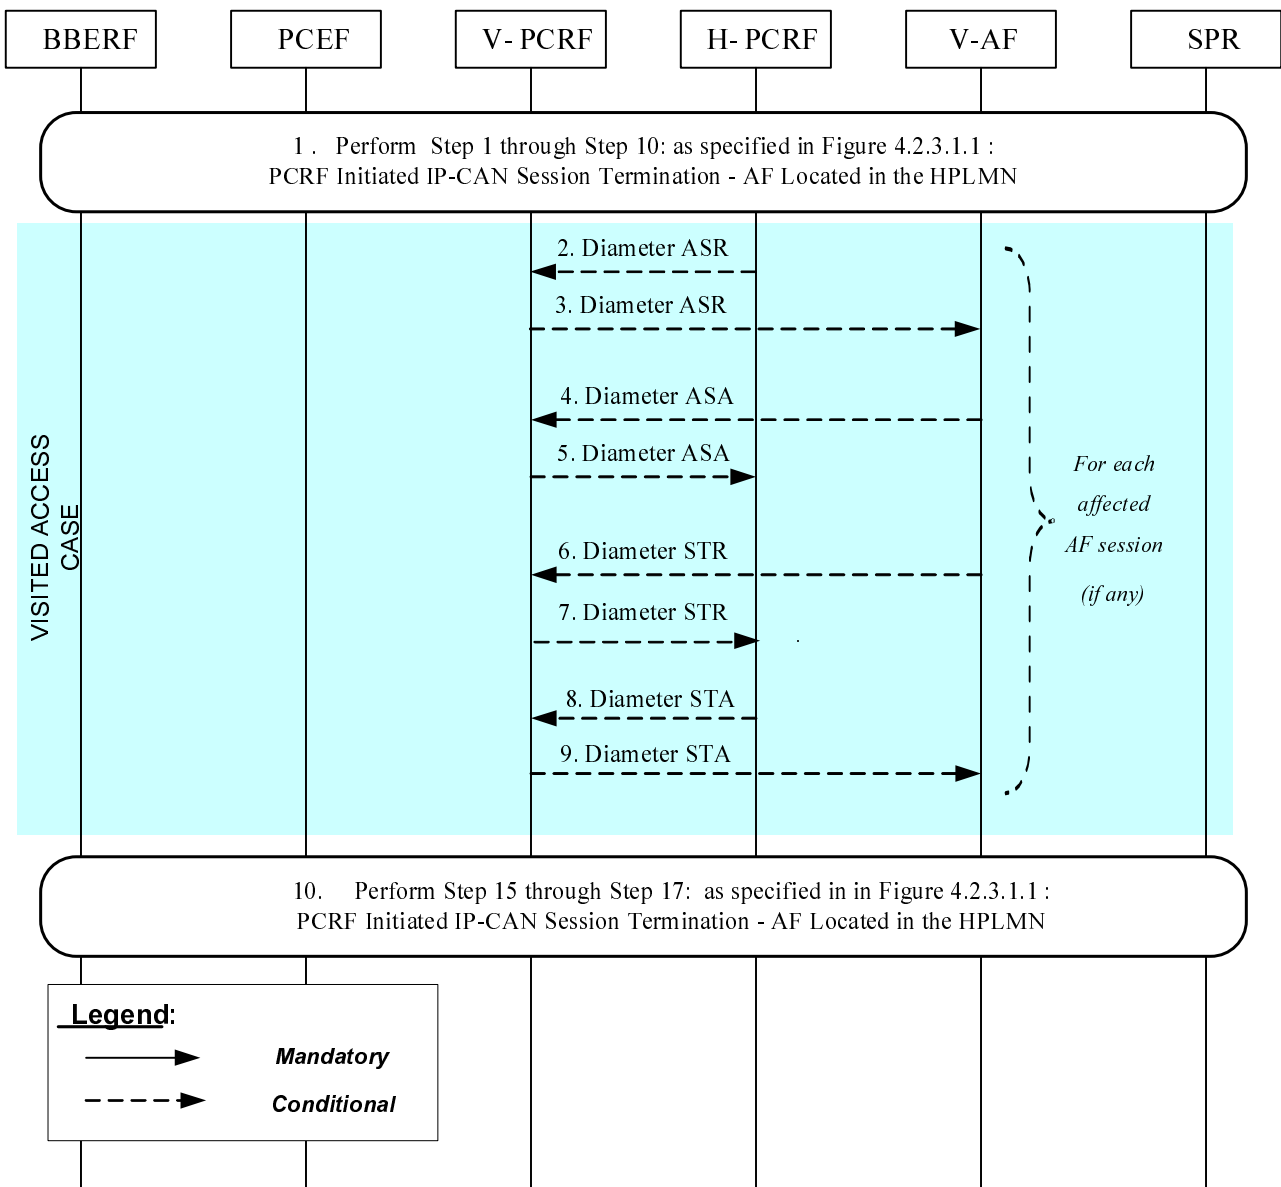 BBERF
PCEF
V- PCRF
H- PCRF
V-AF
SPR
1 . Perform Step 1 through Step 10: as specified in Figure 4.2.3.1.1 :
PCRF Initiated IP-CAN Session Termination - AF Located in the HPLMN
2. Diameter ASR
3. Diameter ASR
4. Diameter ASA
5. Diameter ASA
6. Diameter STR
7. Diameter STR
8. Diameter STA
9. Diameter STA
For each
affected
AF session
(if any)
VISITED ACCESS
CASE
10. Perform Step 15 through Step 17: as specified in in Figure 4.2.3.1.1 :
PCRF Initiated IP-CAN Session Termination - AF Located in the HPLMN
Legend:
Mandatory
Conditional